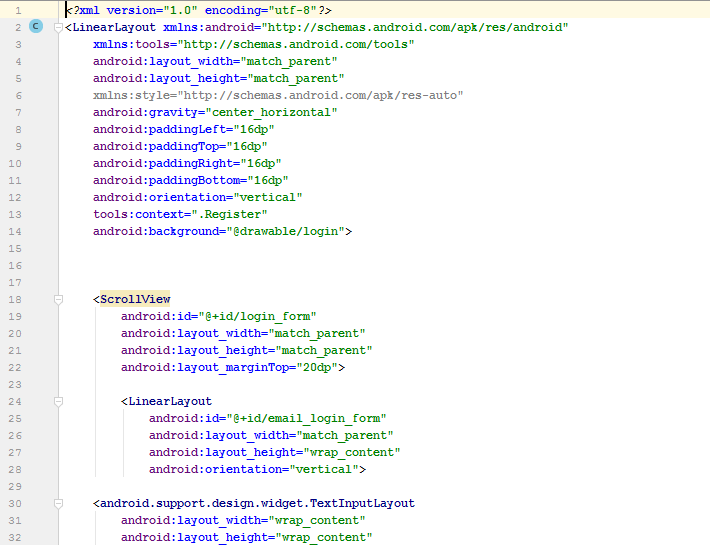 1 <?xml version="1.0" encoding="utf-8"?>
2 C <LinearLayout xmlns:android="http://schemas.android.com/apk/res/android"
3     xmlns:tools="http://schemas.android.com/tools"
4     android:layout_width="match_parent"
5     android:layout_height="match_parent"
6     xmlns:style="http://schemas.android.com/apk/res-auto"
7     android:gravity="center_horizontal"
8     android:paddingLeft="16dp"
9     android:paddingTop="16dp"
10     android:paddingRight="16dp"
11     android:paddingBottom="16dp"
12     android:orientation="vertical"
13     tools:context=".Register"
14     android:background="@drawable/login">
15
16
17
18     <ScrollView
19         android:id="@+id/login_form"
20         android:layout_width="match_parent"
21         android:layout_height="match_parent"
22         android:layout_marginTop="20dp">
23
24         <LinearLayout
25             android:id="@+id/email_login_form"
26             android:layout_width="match_parent"
27             android:layout_height="wrap_content"
28             android:orientation="vertical">
29
30     <android.support.design.widget.TextInputLayout
31         android:layout_width="wrap_content"
32         android:layout_height="wrap_content"